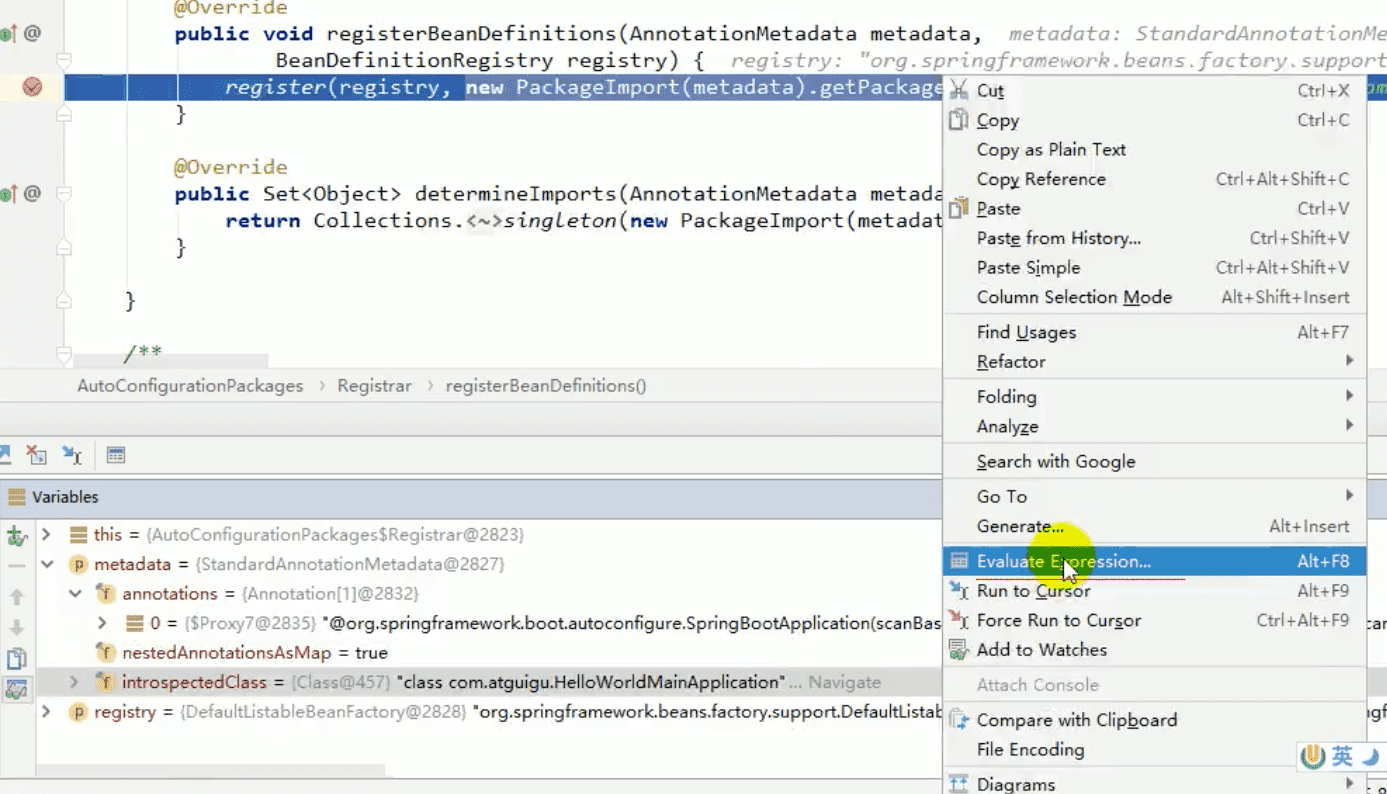 @Override
public void registerBeanDefinitions(AnnotationMetadata metadata, metadata: StandardAnnotationMe
BeanDefinitionRegistry registry) { registry: "org.springframework.beans.factory.support
register(registry, new PackageImport(metadata).getPackage
}
@Override
public Set<Object> determineImports(AnnotationMetadata metada
return Collections.<~>singleton(new PackageImport(metadat
}
}
/**
AutoConfigurationPackages > Registrar > registerBeanDefinitions()
Variables
this = {AutoConfigurationPackages$Registrar@2823}
metadata = {StandardAnnotationMetadata@2827}
annotations = {Annotation[1]@2832}
0 = {$Proxy7@2835} "@org.springframework.boot.autoconfigure.SpringBootApplication(scanBas
nestedAnnotationsAsMap = true
introspectedClass = {Class@457} "class com.atguigu.HelloWorldMainApplication"... Navigate
registry = {DefaultListableBeanFactory@2828} "org.springframework.beans.factory.support.DefaultListab
Cut Ctrl+X
Copy Ctrl+C
Copy as Plain Text
Copy Reference Ctrl+Alt+Shift+C
Paste Ctrl+V
Paste from History... Ctrl+Shift+V
Paste Simple Ctrl+Alt+Shift+V
Column Selection Mode Alt+Shift+Insert
Find Usages Alt+F7
Refactor
Folding
Analyze
Search with Google
Go To
Generate... Alt+Insert
Evaluate Expression... Alt+F8
Run to Cursor Alt+F9
Force Run to Cursor Ctrl+Alt+F9
Add to Watches
Attach Console
Compare with Clipboard
File Encoding
Diagrams
英